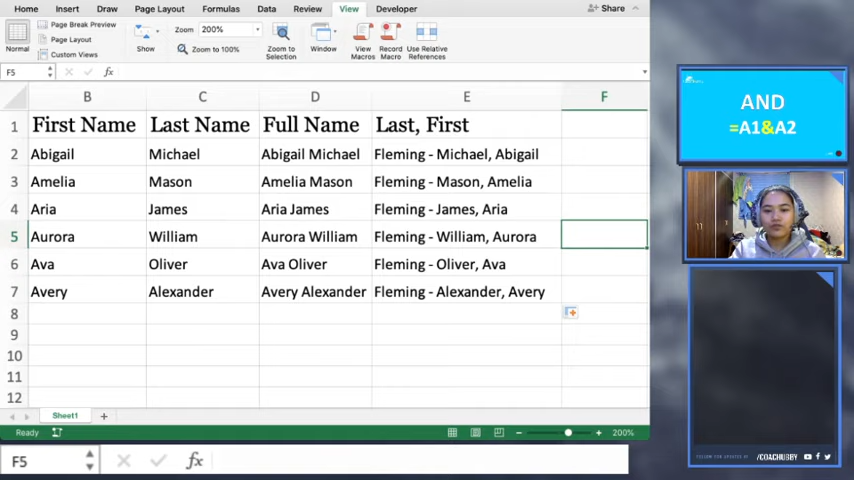 Home Insert Draw Page Layout Formulas Data Review View Developer Share
Page Break Preview
Page Layout
Custom Views
Normal
Show
Zoom 200%
Zoom to 100%
Zoom to Selection
Window
View Macros
Record Macro
Use Relative References
F5 fx
B C D E F
1 First Name Last Name Full Name Last, First
2 Abigail Michael Abigail Michael Fleming - Michael, Abigail
3 Amelia Mason Amelia Mason Fleming - Mason, Amelia
4 Aria James Aria James Fleming - James, Aria
5 Aurora William Aurora William Fleming - William, Aurora
6 Ava Oliver Ava Oliver Fleming - Oliver, Ava
7 Avery Alexander Avery Alexander Fleming - Alexander, Avery
8
9
10
11
12
Sheet1
Ready 200%
F5 fx
AND
=A1&A2
FOLLOW FOR UPDATES AT /COACHUBBY